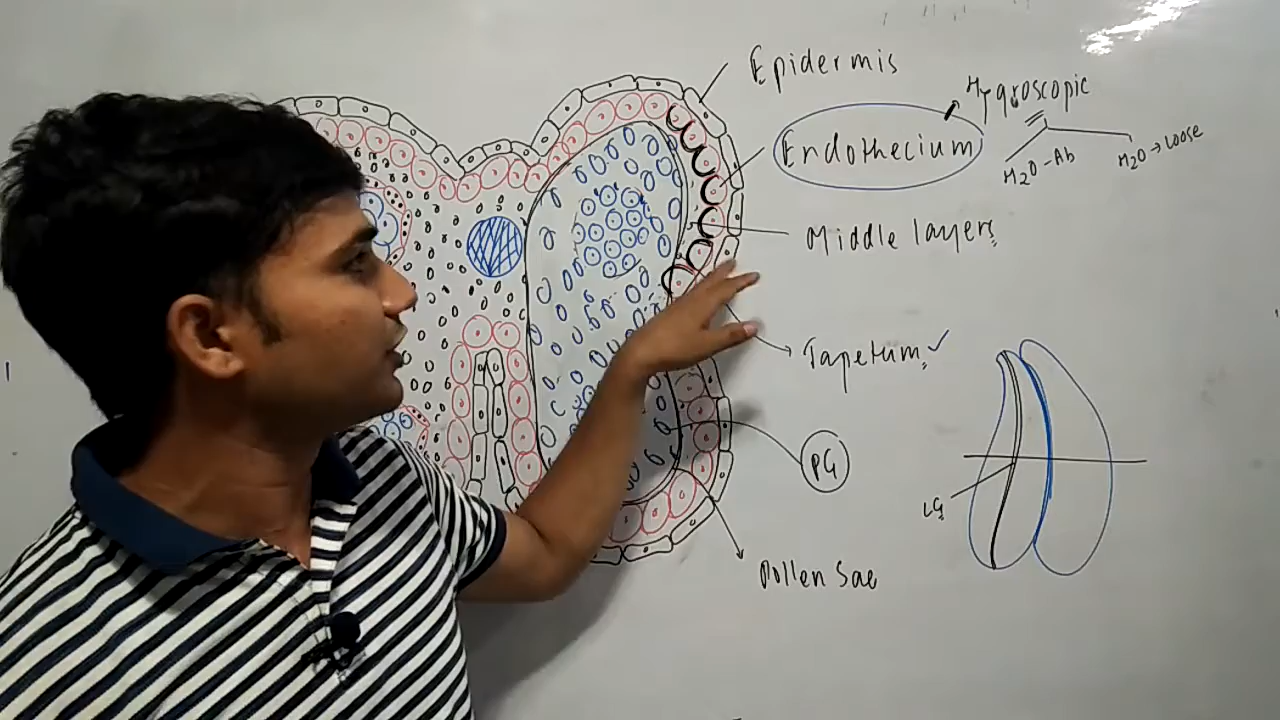 Epidermis
Hygroscopic
Endothecium
H2O-Ab
H2O→Loose
Middle layers
Tapetum ✓
PG
LG
Pollen Sac